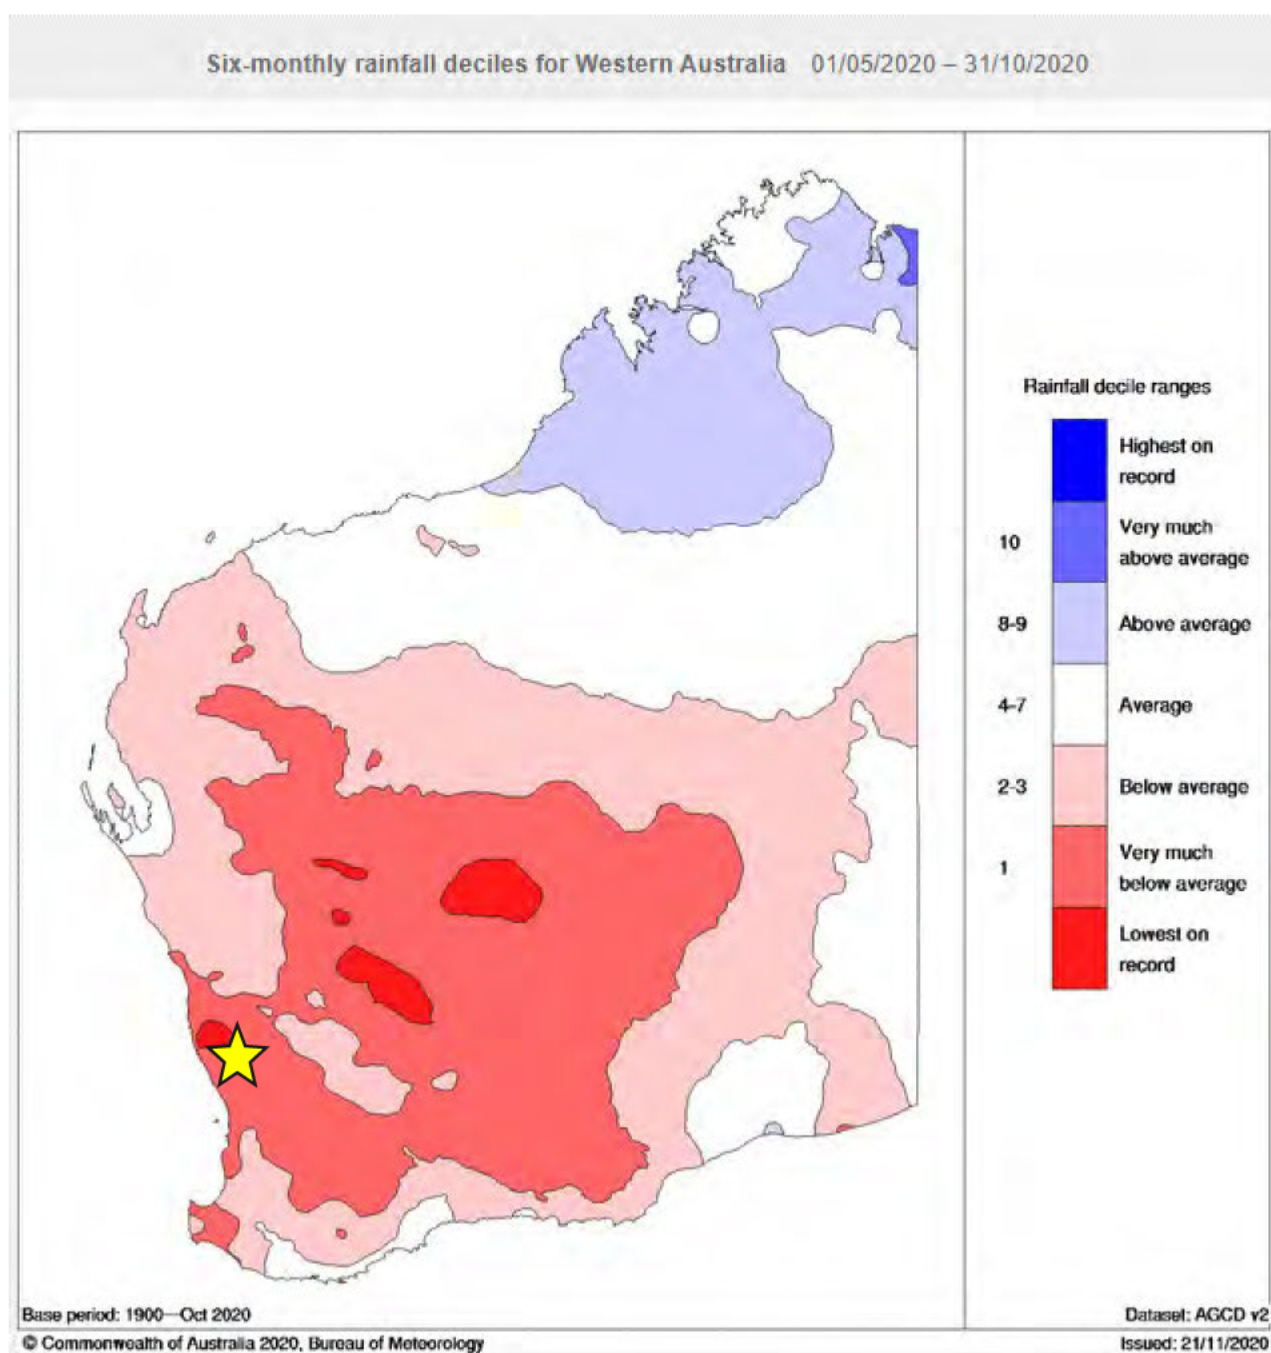 Six-monthly rainfall deciles for Western Australia 01/05/2020 – 31/10/2020
Rainfall decile ranges
Highest on
record
10
Very much
above average
8-9
Above average
4-7
Average
2-3
Below average
1
Very much
below average
Lowest on
record
Base period: 1900—Oct 2020
Dataset: AGCD v2
© Commonwealth of Australia 2020, Bureau of Meteorology
Issued: 21/11/2020